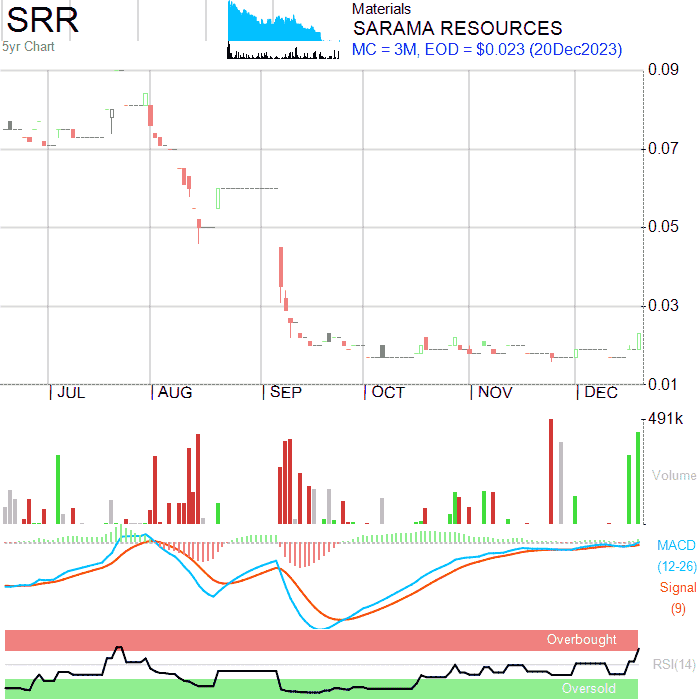 SRR
5yr Chart
Materials
SARAMA RESOURCES
MC = 3M, EOD = $0.023 (20Dec2023)
0.09
0.07
0.05
0.03
0.01
JUL AUG SEP OCT NOV DEC
491k
Volume
MACD
(12-26)
Signal
(9)
Overbought
RSI(14)
Oversold